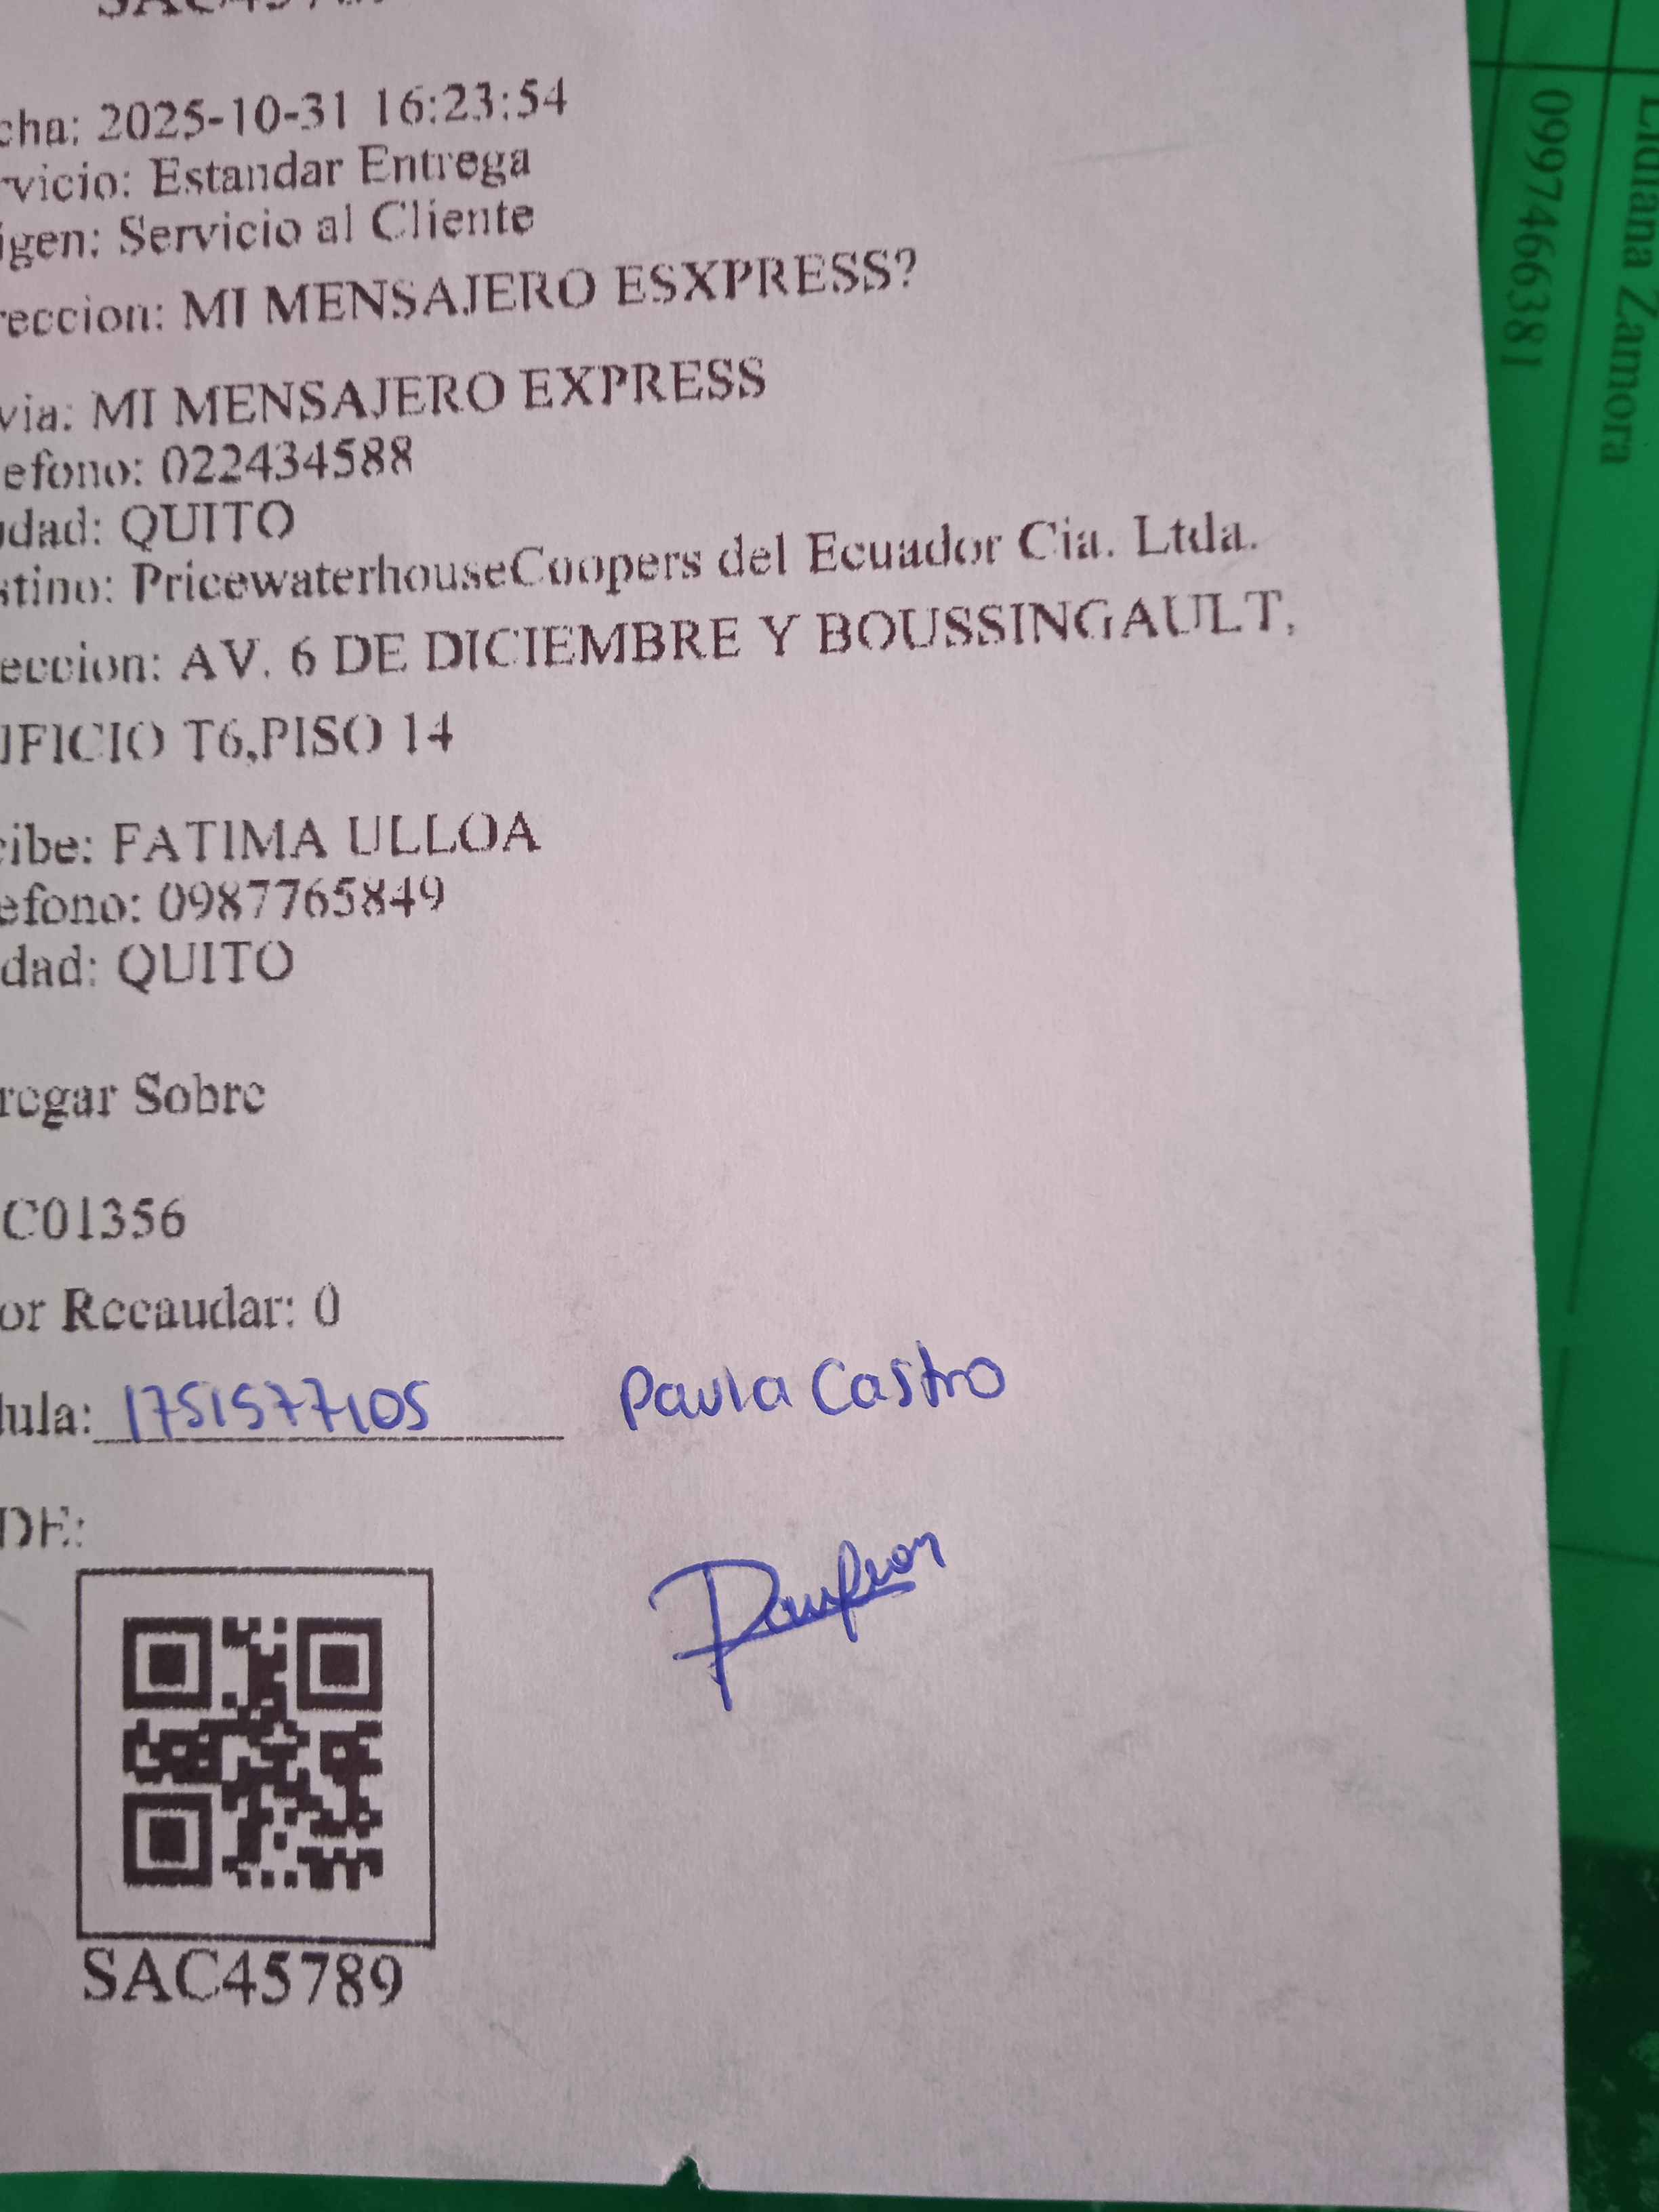 cha: 2025-10-31 16:23:54
rvicio: Estandar Entrega
igen: Servicio al Cliente
reccion: MI MENSAJERO ESXPRESS?
via: MI MENSAJERO EXPRESS
efono: 022434588
udad: QUITO
stino: PricewaterhouseCoopers del Ecuador Cia. Ltda.
eccion: AV. 6 DE DICIEMBRE Y BOUSSINGAULT,
IFICIO T6,PISO 14
cibe: FATIMA ULLOA
efono: 0987765849
dad: QUITO
regar Sobre
C01356
or Recaudar: 0
lula: 1751577105 Paula Castro
DE:
SAC45789
0997466381
Zamora